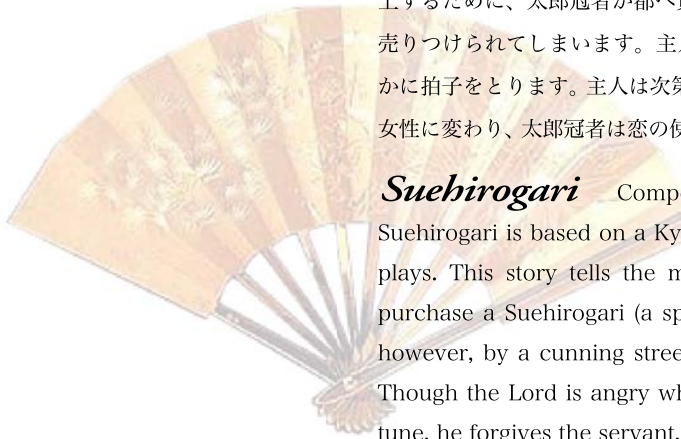 上するために、太郎冠者が都へ
売りつけられてしまいます。主
かに拍子をとります。主人は次第
女性に変わり、太郎冠者は恋の使
Suehirogari Comp
Suehirogari is based on a Ky
plays. This story tells the m
purchase a Suehirogari (a sp
however, by a cunning stree
Though the Lord is angry wh
tune, he forgives the servant.